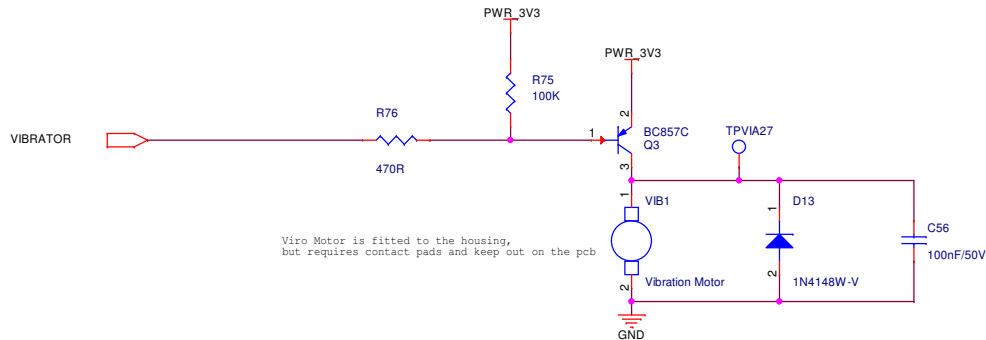 PWR_3V3
PWR_3V3
R75
100K
R76
470R
VIBRATOR
2
1
BC857C
Q3
3
TPVIA27
1
VIB1
1
D13
C56
100nF/50V
Viro Motor is fitted to the housing,
but requires contact pads and keep out on the pcb
2
Vibration Motor
2
1N4148W-V
GND